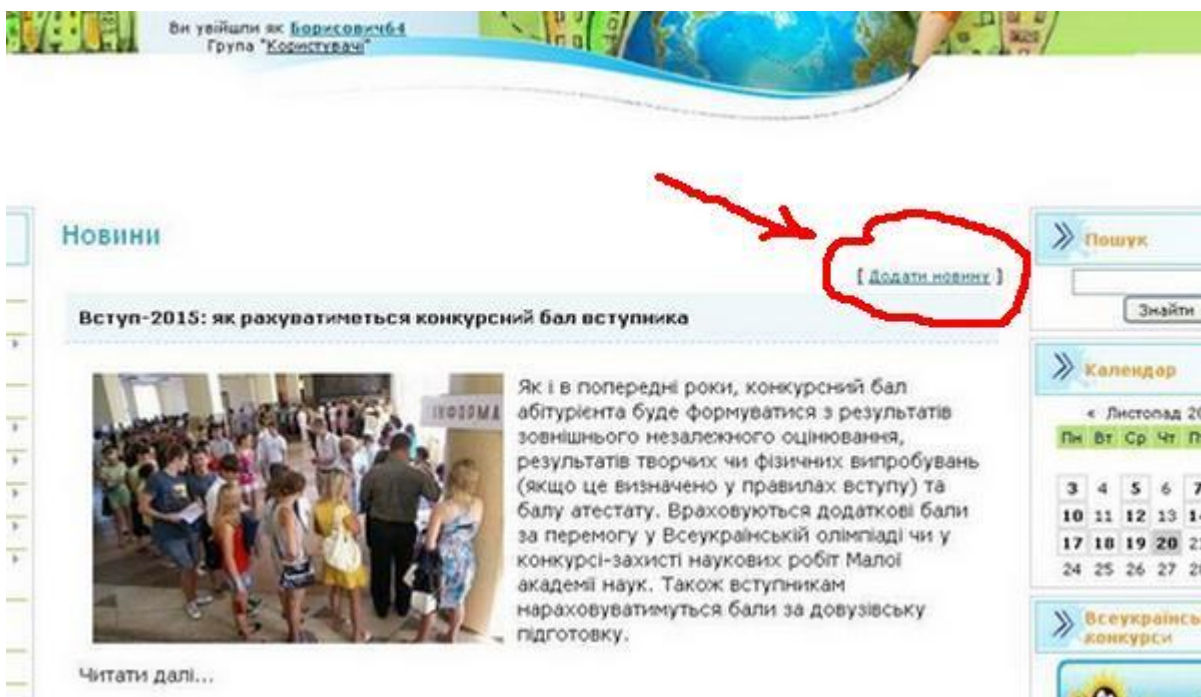 Ви увійшли як Борисович64
Група "Користувачі"
Новини
[ Додати новину ]
Вступ-2015: як рахуватиметься конкурсний бал вступника
ІНФОРМА
Як і в попередні роки, конкурсний бал
абітурієнта буде формуватися з результатів
зовнішнього незалежного оцінювання,
результатів творчих чи фізичних випробувань
(якщо це визначено у правилах вступу) та
балу атестату. Враховуються додаткові бали
за перемогу у Всеукраїнській олімпіаді чи у
конкурсі-захисті наукових робіт Малої
академії наук. Також вступникам
нараховуватимуться бали за довузівську
підготовку.
Читати далі...
Пошук
Знайти
Календар
« Листопад 20
Пн Вт Ср Чт
3 4 5 6 7
10 11 12 13
17 18 19 20
24 25 26 27
Всеукраїнсь
конкурси